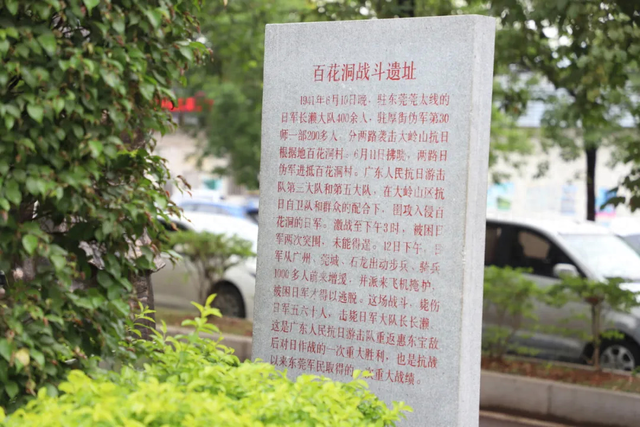 百花洞战斗遗址
1941年6月10日晚，驻东莞莞太线的
日军长濑大队400余人，驻厚街伪军第30
师一部200多人，分两路袭击大岭山抗日
根据地百花洞村。6月11日拂晓，两路日
伪军进抵百花洞村。广东人民抗日游击
队第三大队和第五大队，在大岭山区抗
日自卫队和群众的配合下，围攻入侵百
花洞的日军。激战至下午3时，被困日
军两次突围，未能得逞。12日下午，日
军从广州、莞城、石龙出动步兵、骑兵
1000多人前来增援，并派来飞机掩护，
被困日军才得以逃脱。这场战斗，毙伤
日军五六十人，击毙日军大队长长濑。
这是广东人民抗日游击队重返惠东宝敌
后对日作战的一次重大胜利，也是抗战
以来东莞军民取得的一次重大战绩。